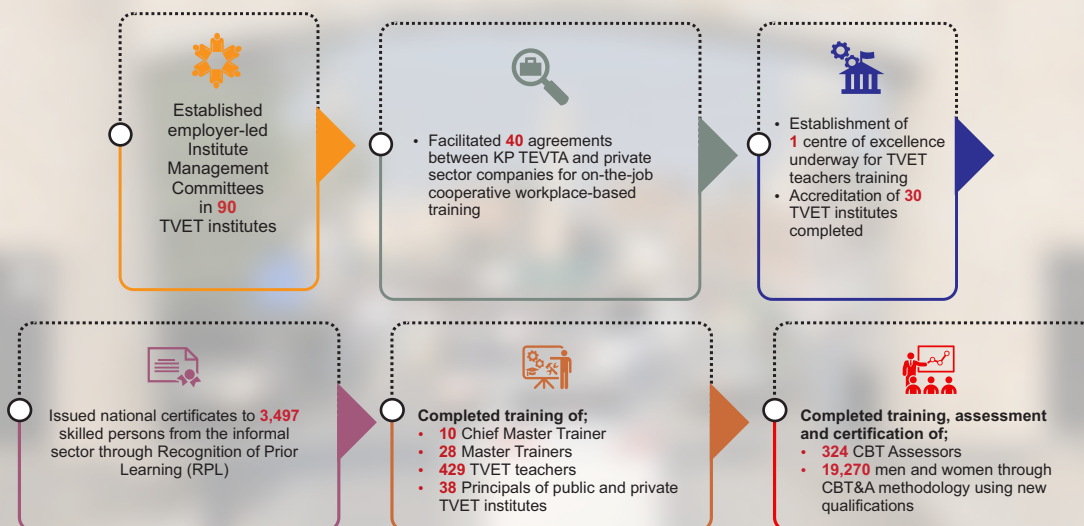 Established
employer-led
Institute
Management
Committees
in 90
TVET institutes
• Facilitated 40 agreements
between KP TEVTA and private
sector companies for on-the-job
cooperative workplace-based
training
• Establishment of
1 centre of excellence
underway for TVET
teachers training
• Accreditation of 30
TVET institutes
completed
Issued national certificates to 3,497
skilled persons from the informal
sector through Recognition of Prior
Learning (RPL)
Completed training of;
• 10 Chief Master Trainer
• 28 Master Trainers
• 429 TVET teachers
• 38 Principals of public and private
TVET institutes
Completed training, assessment
and certification of;
• 324 CBT Assessors
• 19,270 men and women through
CBT&A methodology using new
qualifications